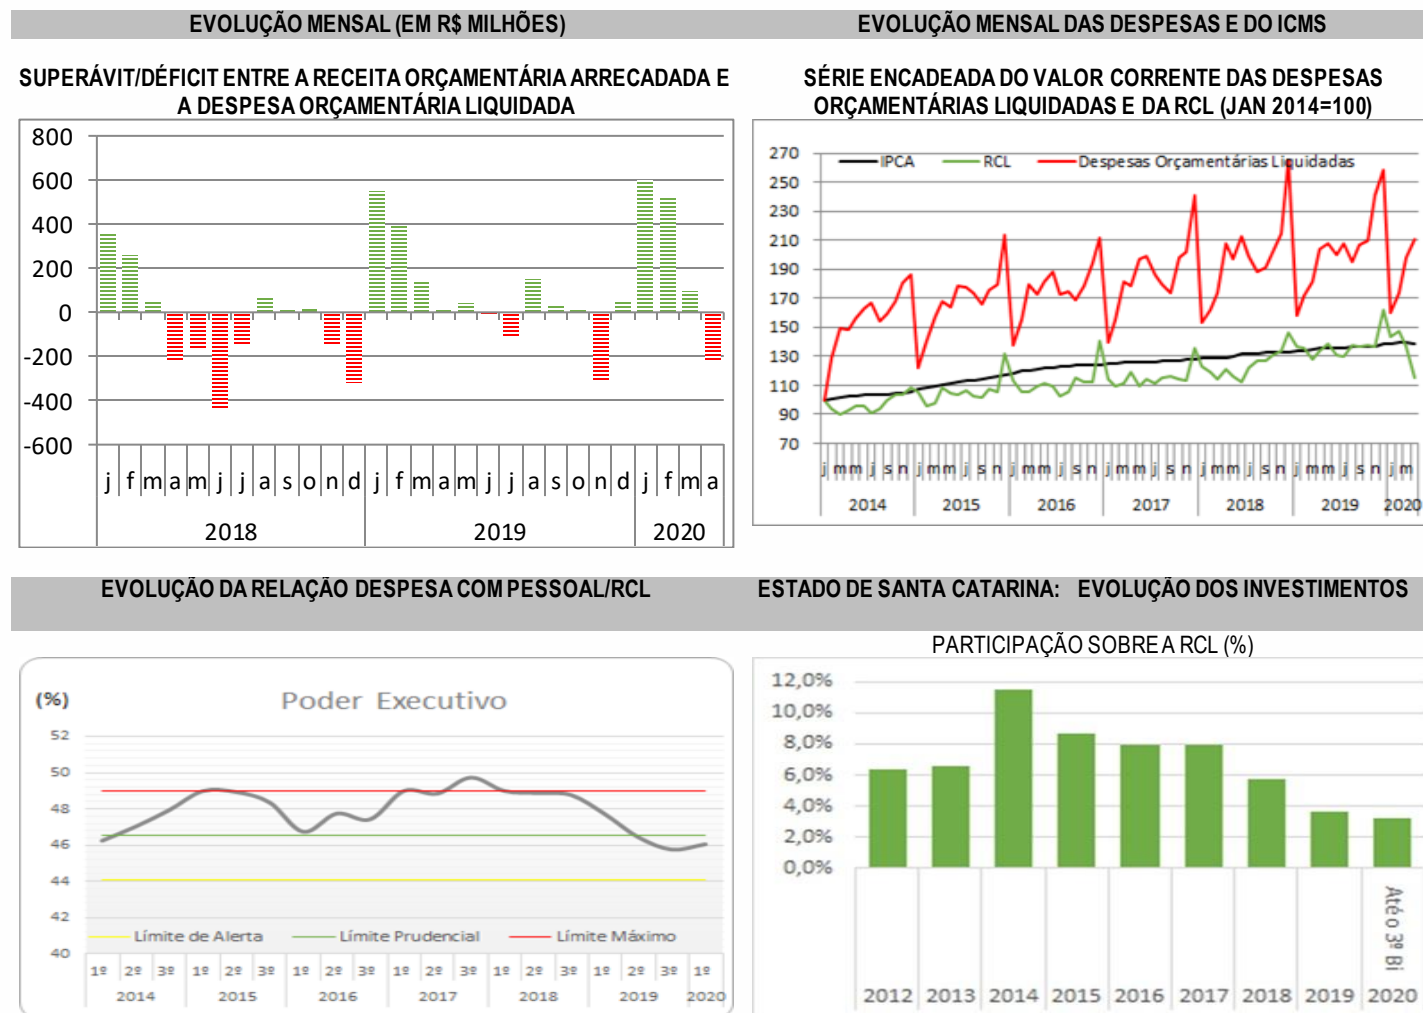 EVOLUÇÃO MENSAL (EM R$ MILHÕES)
SUPERÁVIT/DÉFICIT ENTRE A RECEITA ORÇAMENTÁRIA ARRECADADA E
A DESPESA ORÇAMENTÁRIA LIQUIDADA
800
600
400
200
0
-200
-400
-600
j f m a m j j a s o n d j f m a m j j a s o n d j f m a
2018 2019 2020
EVOLUÇÃO MENSAL DAS DESPESAS E DO ICMS
SÉRIE ENCADEADA DO VALOR CORRENTE DAS DESPESAS
ORÇAMENTÁRIAS LIQUIDADAS E DA RCL (JAN 2014=100)
IPCA RCL Despesas Orçamentárias Liquidadas
270
250
230
210
190
170
150
130
110
90
70
j m m j s n j m m j s n j m m j s n j m m j s n j m m j s n j m m j s n j m
2014 2015 2016 2017 2018 2019 2020
EVOLUÇÃO DA RELAÇÃO DESPESA COM PESSOAL/RCL
(%) Poder Executivo
52
50
48
46
44
42
40
Límite de Alerta Límite Prudencial Límite Máximo
1º 2º 3º 1º 2º 3º 1º 2º 3º 1º 2º 3º 1º 2º 3º 1º 2º 3º 1º
2014 2015 2016 2017 2018 2019 2020
ESTADO DE SANTA CATARINA: EVOLUÇÃO DOS INVESTIMENTOS
PARTICIPAÇÃO SOBRE A RCL (%)
12,0%
10,0%
8,0%
6,0%
4,0%
2,0%
0,0%
Até o 3º Bi
2012 2013 2014 2015 2016 2017 2018 2019 2020